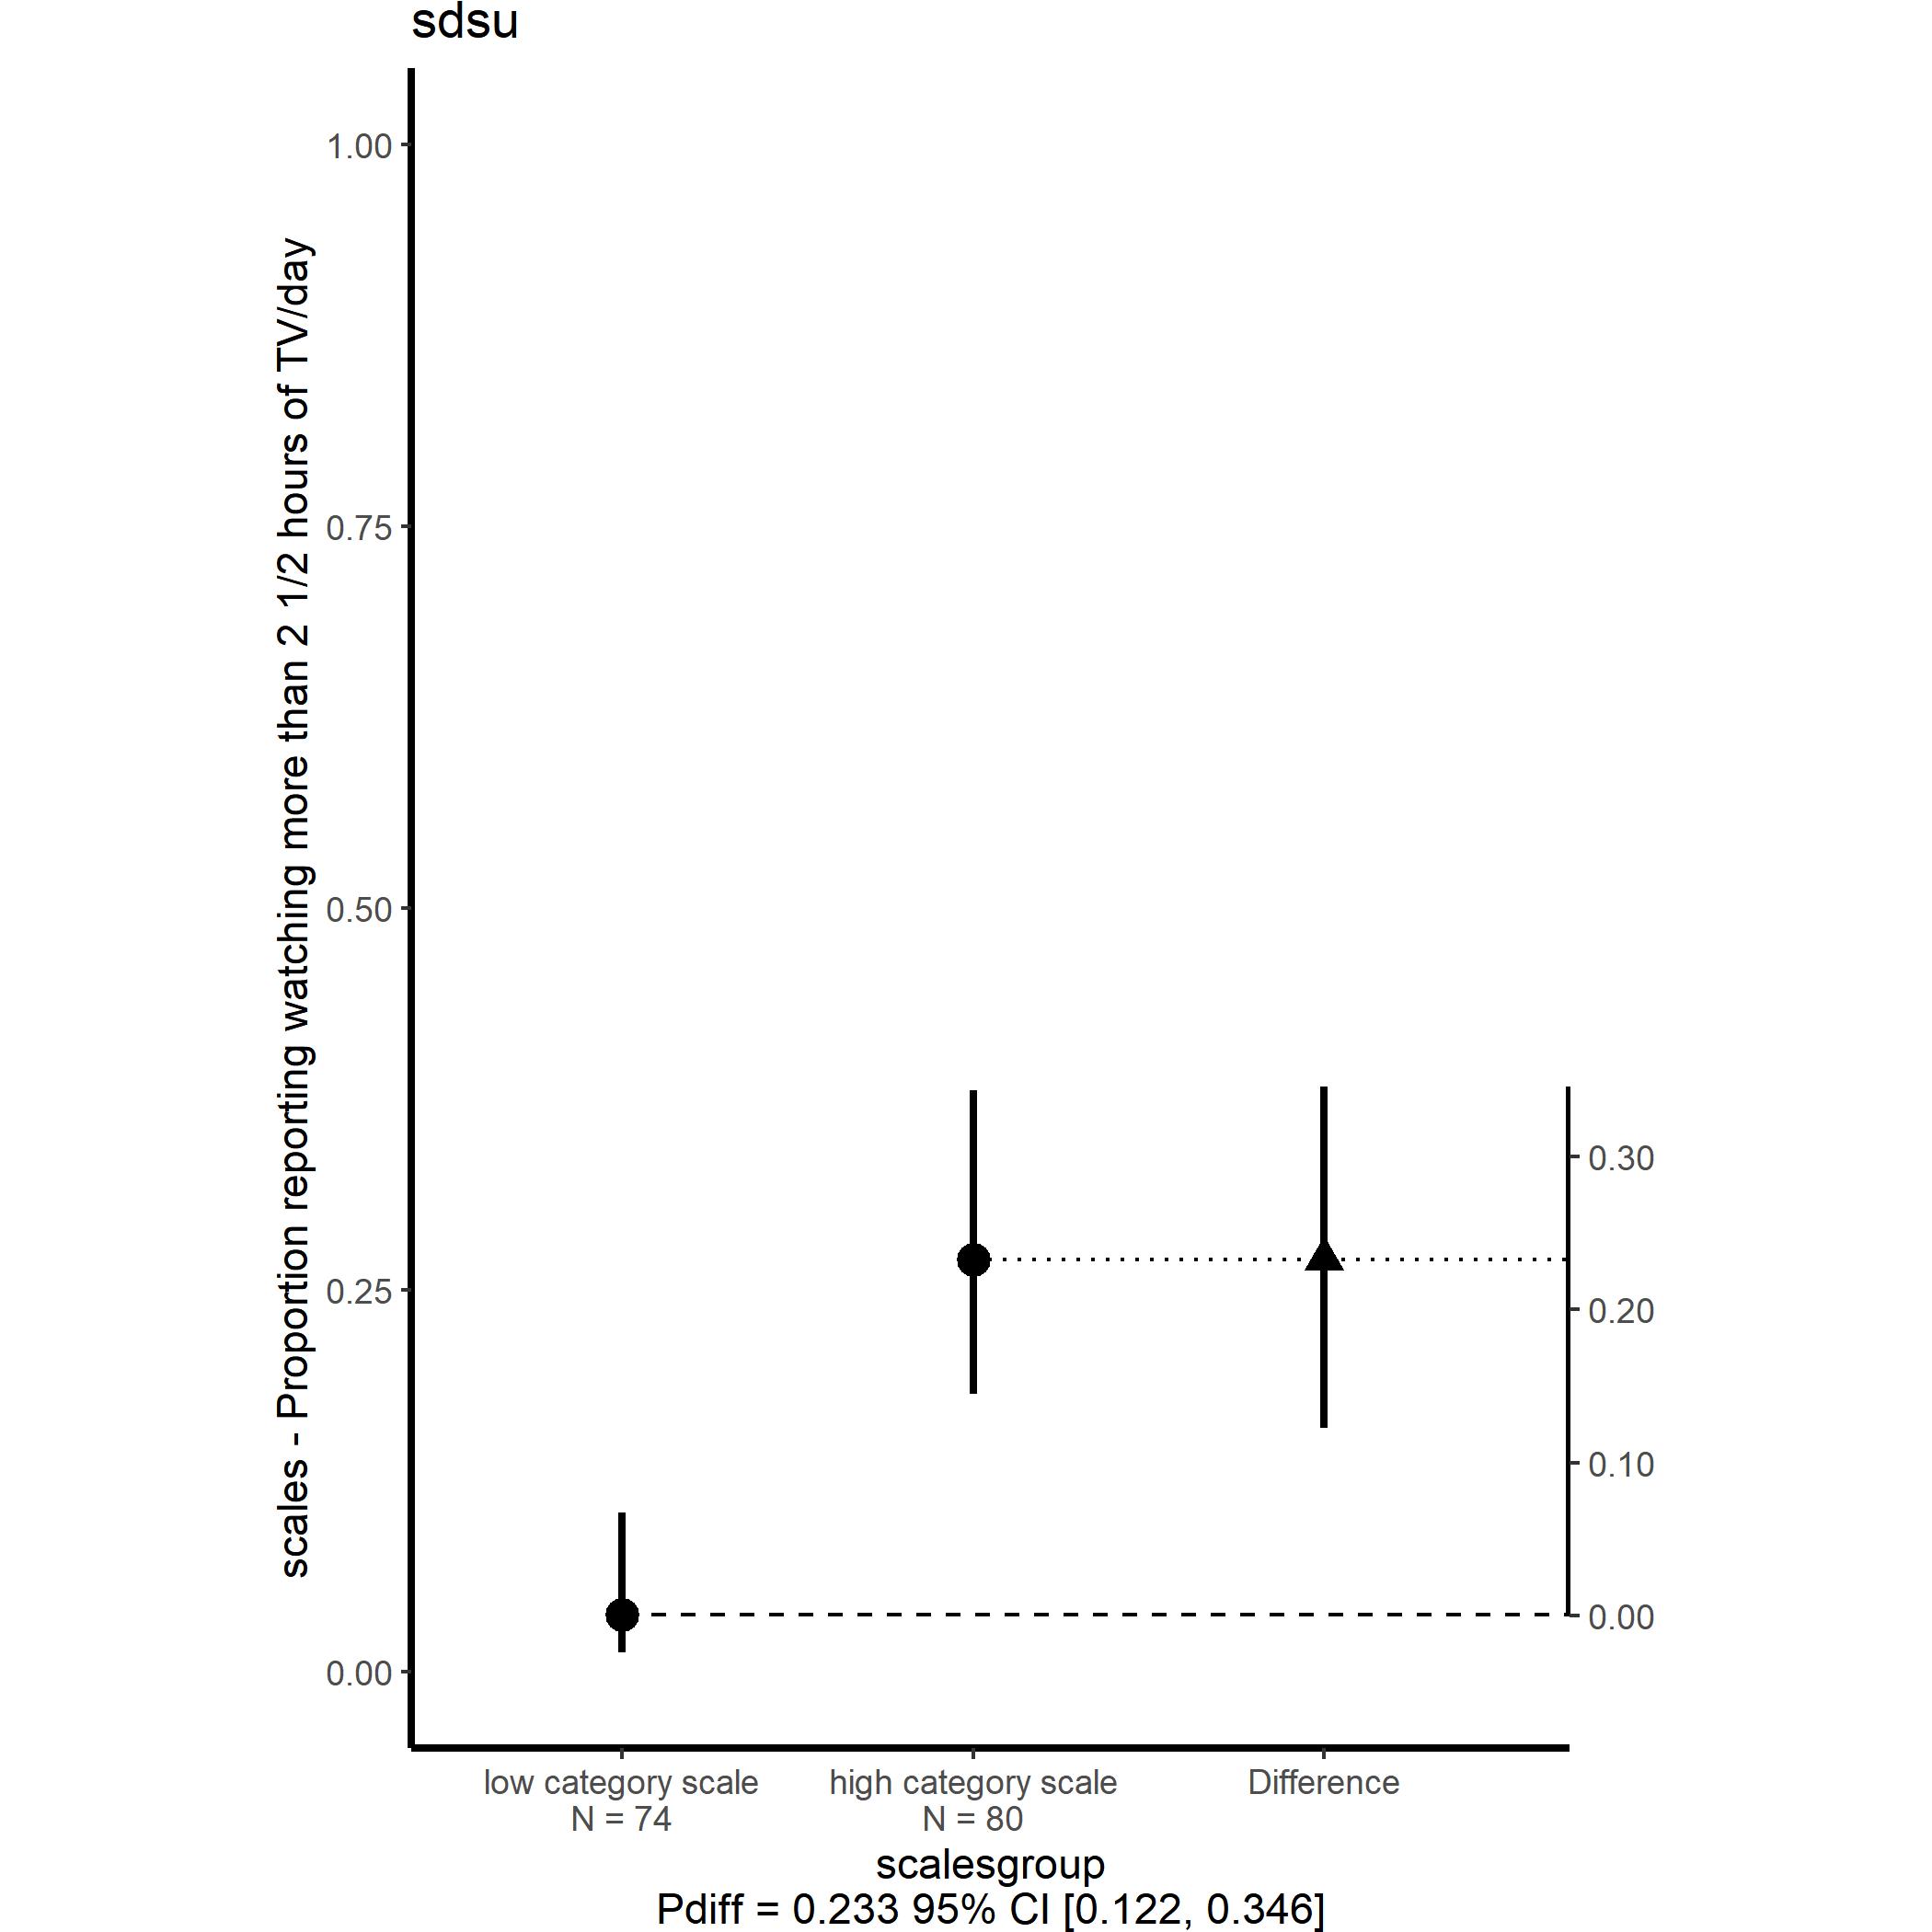 sdsu
scales - Proportion reporting watching more than 2 1/2 hours of TV/day
1.00
0.75
0.50
0.25
0.00
0.30
0.20
0.10
0.00
low category scale
N = 74
high category scale
N = 80
Difference
scalesgroup
Pdiff = 0.233 95% CI [0.122, 0.346]